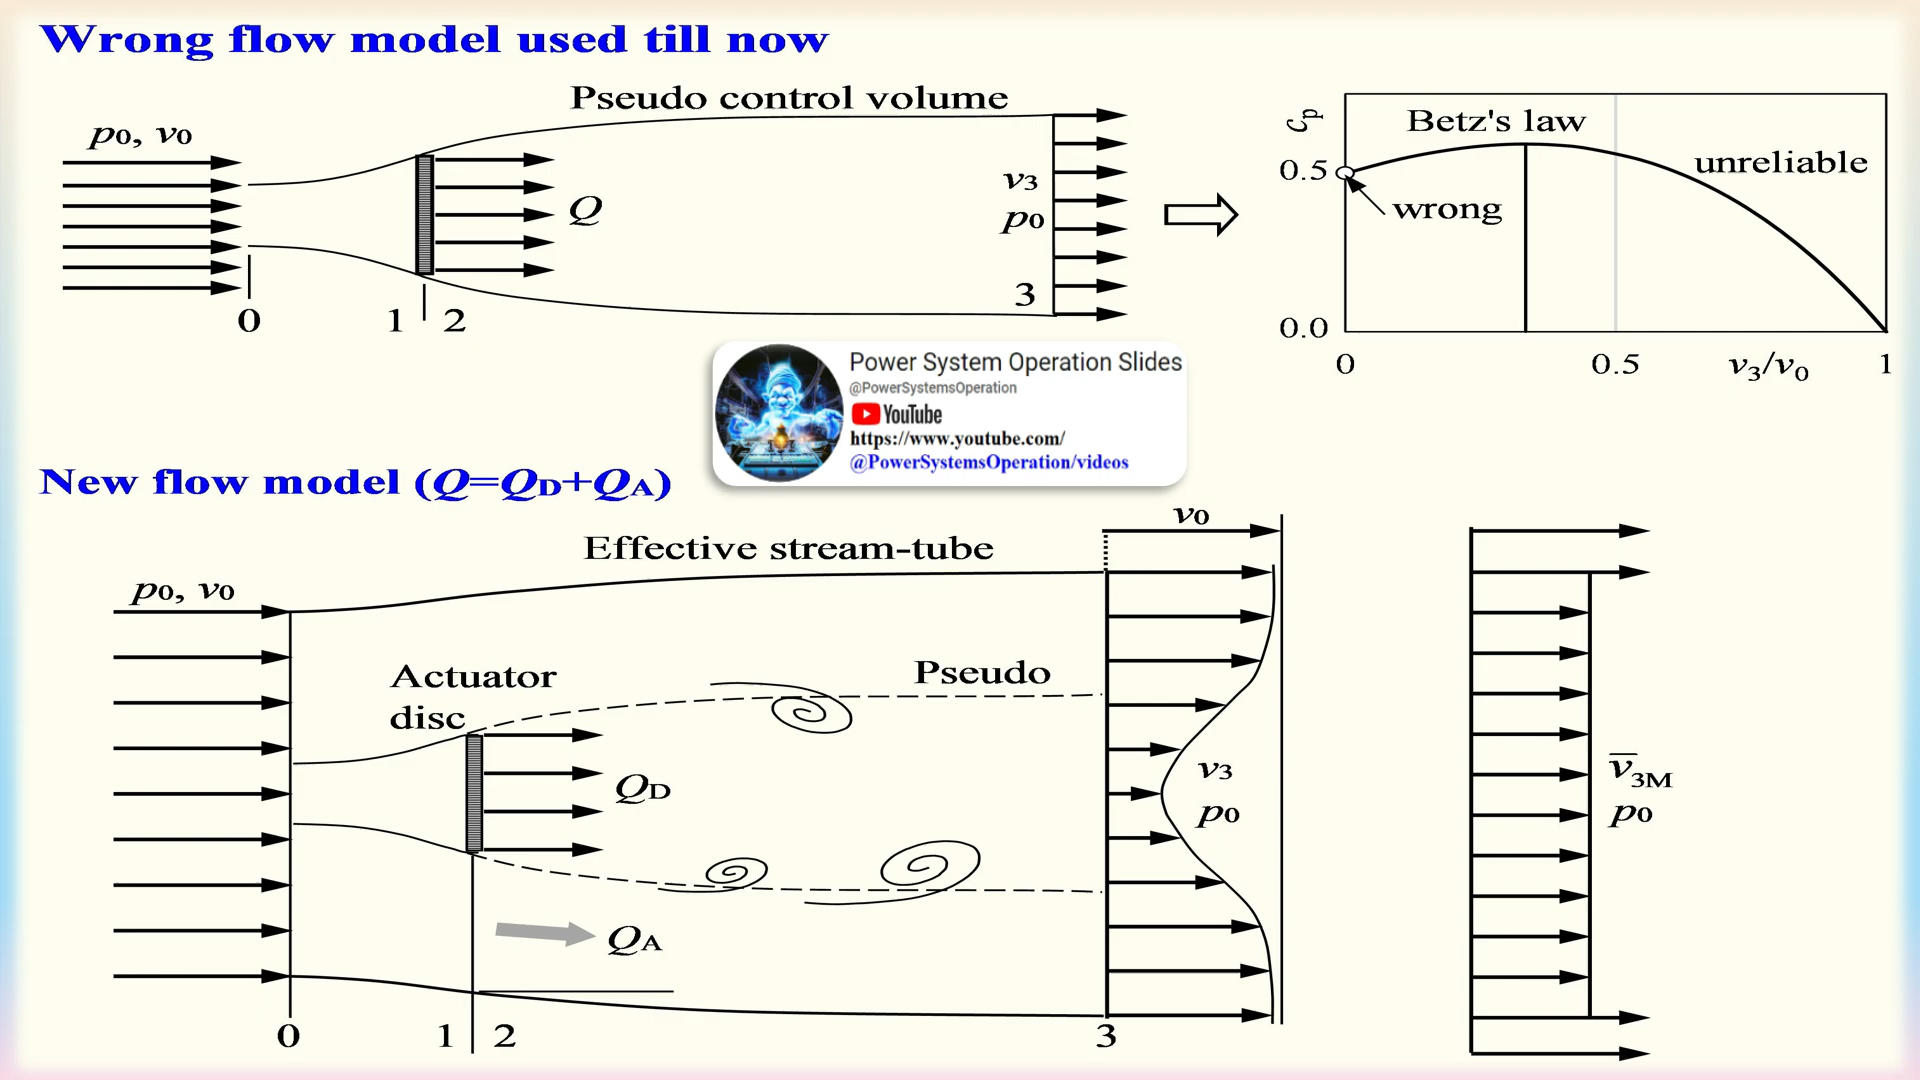 Wrong flow model used till now
Pseudo control volume
p0, v0
Q
v3
p0
3
0
1
2
cp
Betz's law
0.5
unreliable
wrong
0.0
0
0.5
v3/v0
1
Power System Operation Slides
@PowerSystemsOperation
YouTube
https://www.youtube.com/
@PowerSystemsOperation/videos
New flow model (Q=QD+QA)
v0
Effective stream-tube
p0, v0
Actuator
disc
Pseudo
QD
v3
p0
v̅3M
p0
QA
0
1
2
3